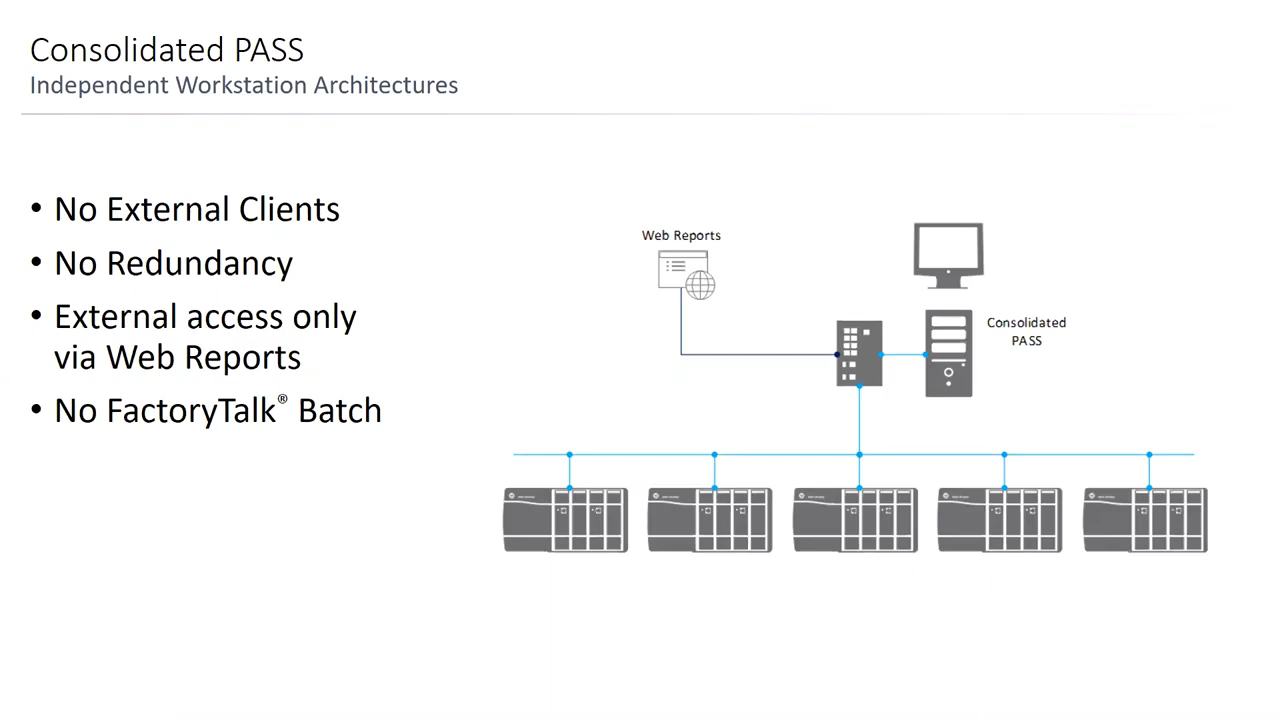 Consolidated PASS
Independent Workstation Architectures
• No External Clients
• No Redundancy
• External access only
via Web Reports
• No FactoryTalk® Batch
Web Reports
Consolidated
PASS